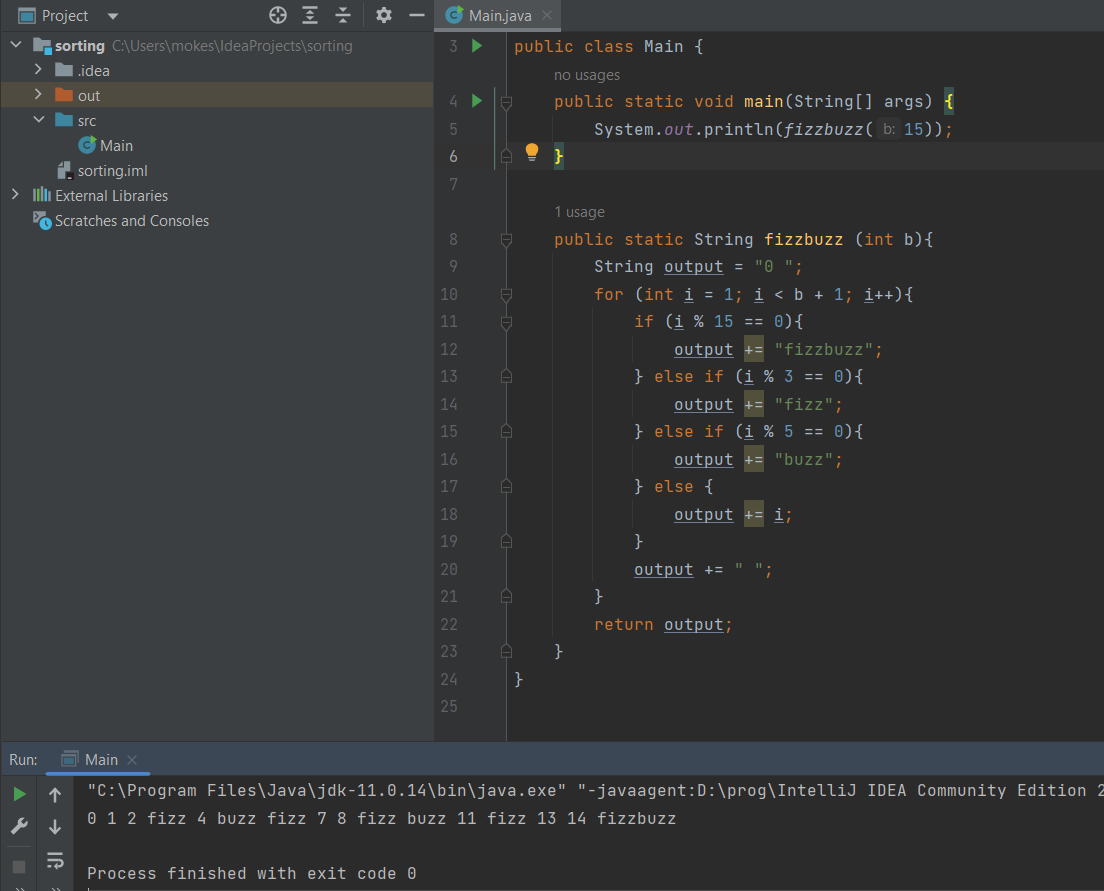 Project
Main.java
sorting C:\Users\mokes\IdeaProjects\sorting
.idea
out
src
Main
sorting.iml
External Libraries
Scratches and Consoles
3 public class Main {
no usages
4 public static void main(String[] args) {
5 System.out.println(fizzbuzz( b: 15));
6 }
7
1 usage
8 public static String fizzbuzz (int b){
9 String output = "0 ";
10 for (int i = 1; i < b + 1; i++){
11 if (i % 15 == 0){
12 output += "fizzbuzz";
13 } else if (i % 3 == 0){
14 output += "fizz";
15 } else if (i % 5 == 0){
16 output += "buzz";
17 } else {
18 output += i;
19 }
20 output += " ";
21 }
22 return output;
23 }
24 }
25
Run: Main
"C:\Program Files\Java\jdk-11.0.14\bin\java.exe" "-javaagent:D:\prog\IntelliJ IDEA Community Edition 2
0 1 2 fizz 4 buzz fizz 7 8 fizz buzz 11 fizz 13 14 fizzbuzz
Process finished with exit code 0